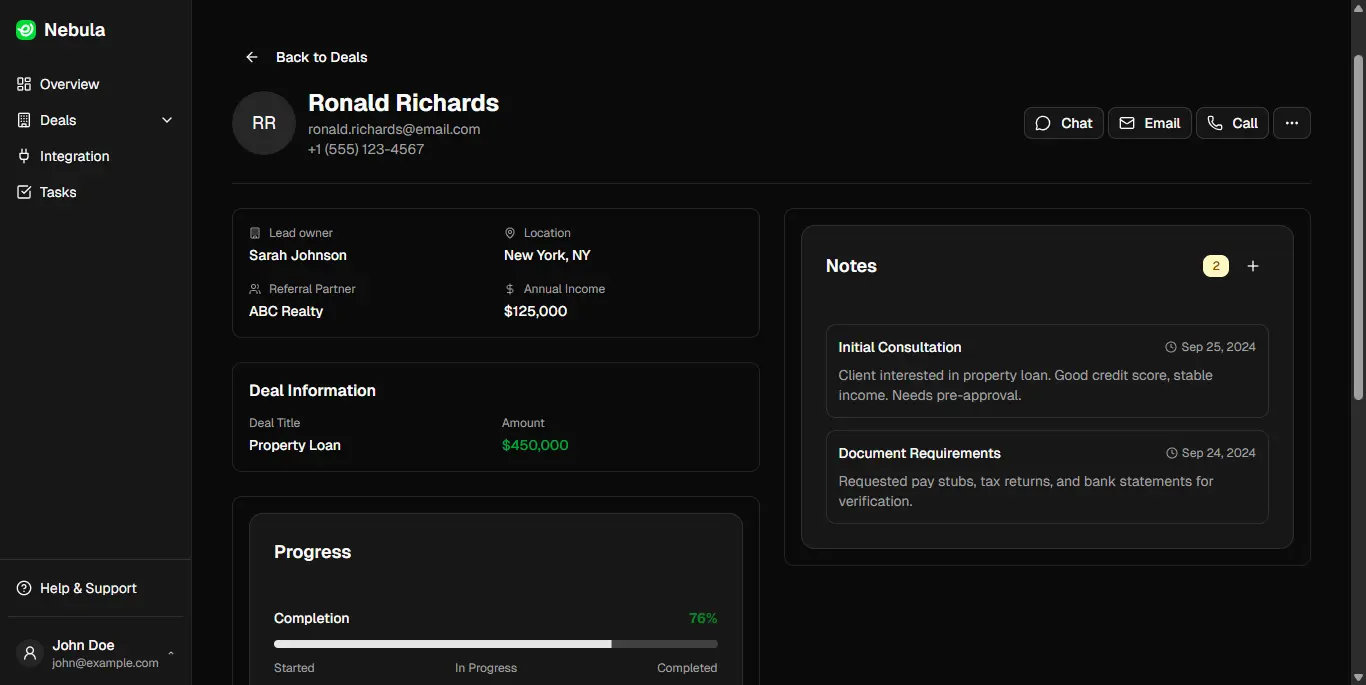 Nebula
Overview
Deals
Integration
Tasks
Help & Support
John Doe
john@example.com
Back to Deals
RR
Ronald Richards
ronald.richards@email.com
+1 (555) 123-4567
Chat
Email
Call
Lead owner
Sarah Johnson
Location
New York, NY
Referral Partner
ABC Realty
Annual Income
$125,000
Deal Information
Deal Title
Property Loan
Amount
$450,000
Progress
Completion
76%
Started
In Progress
Completed
Notes
2
Initial Consultation
Sep 25, 2024
Client interested in property loan. Good credit score, stable
income. Needs pre-approval.
Document Requirements
Sep 24, 2024
Requested pay stubs, tax returns, and bank statements for
verification.